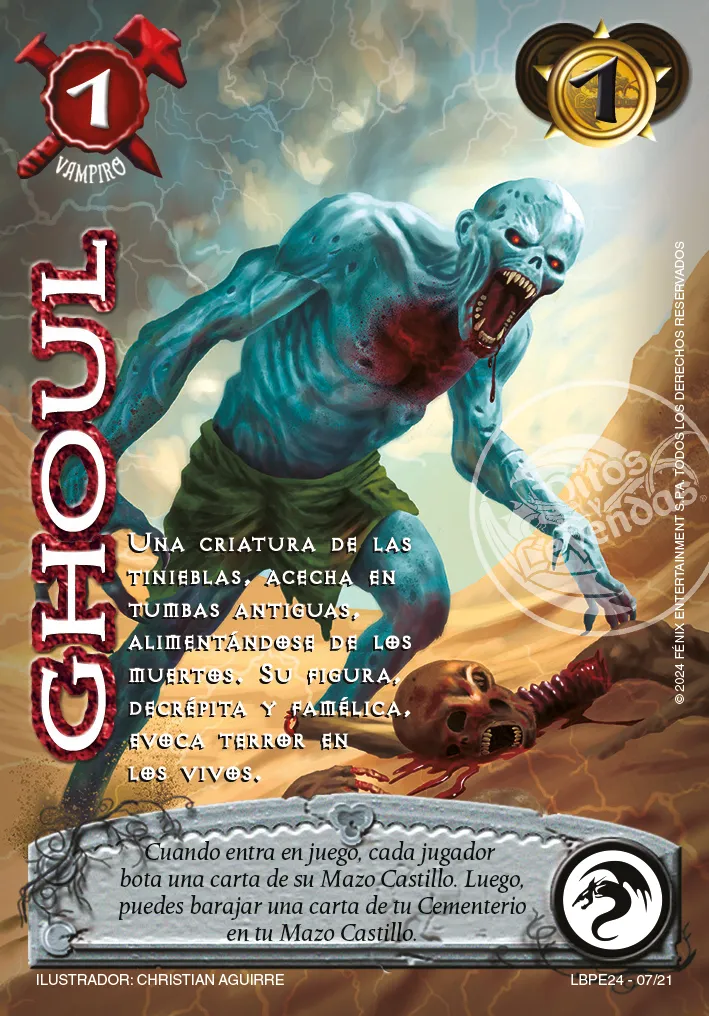 1
VAMPIRO
1
GHOUL
UNA CRIATURA DE LAS
TINIEBLAS, ACECHA EN
TUMBAS ANTIGUAS,
ALIMENTÁNDOSE DE LOS
MUERTOS. SU FIGURA,
DECRÉPITA Y FAMÉLICA,
EVOCA TERROR EN
LOS VIVOS.
Mitos
y
Leyendas®
© 2024 FÉNIX ENTERTAINMENT S.P.A. TODOS LOS DERECHOS RESERVADOS
Cuando entra en juego, cada jugador
bota una carta de su Mazo Castillo. Luego,
puedes barajar una carta de tu Cementerio
en tu Mazo Castillo.
ILUSTRADOR: CHRISTIAN AGUIRRE
LBPE24 - 07/21